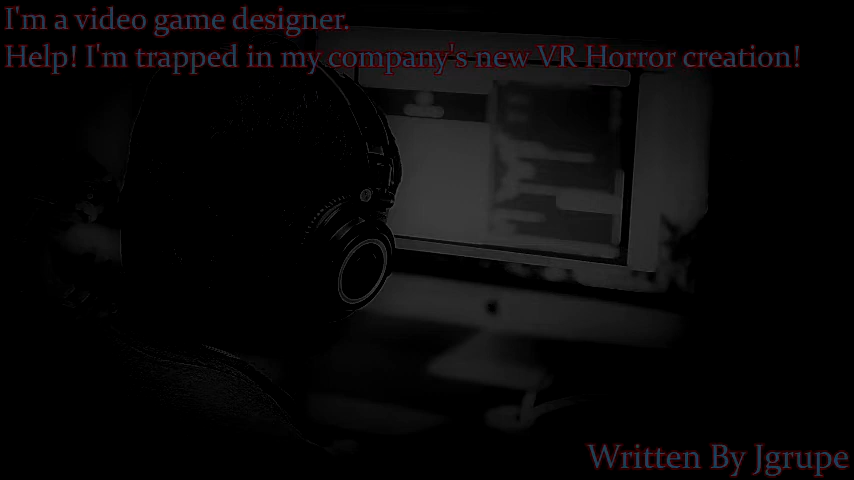 I'm a video game designer.
Help! I'm trapped in my company's new VR Horror creation!
Written By Jgrupe